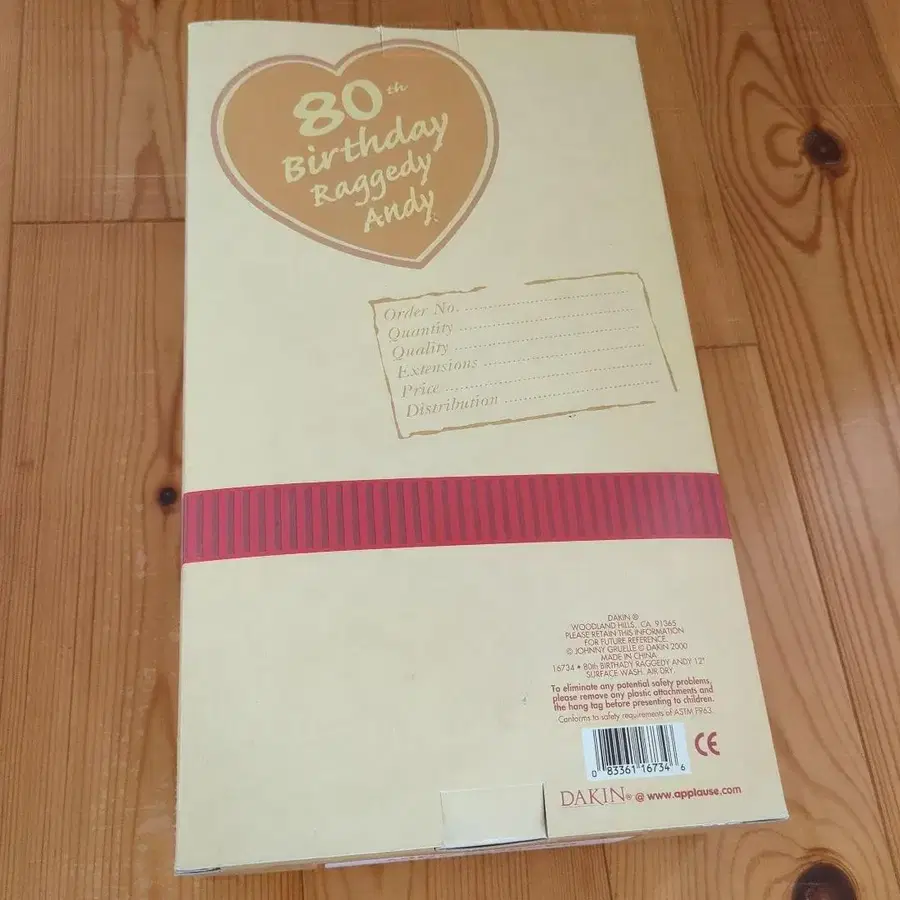 80th
Birthday
Raggedy
Andy
Order No. ........................................
Quantity ........................................
Quality ........................................
Extensions ........................................
Price ........................................
Distribution ........................................
DAKIN ®
WOODLAND HILLS, CA 91365
PLEASE RETAIN THIS INFORMATION
FOR FUTURE REFERENCE.
© JOHNNY GRUELLE © DAKIN 2000
MADE IN CHINA
16734 • 80th BIRTHADY RAGGEDY ANDY 12"
SURFACE WASH. AIR DRY.
To eliminate any potential safety problems,
please remove any plastic attachments and
the hang tag before presenting to children.
Conforms to safety requirements of ASTM F963.
0 83361 16734 6
CE
DAKIN® @ www.applause.com